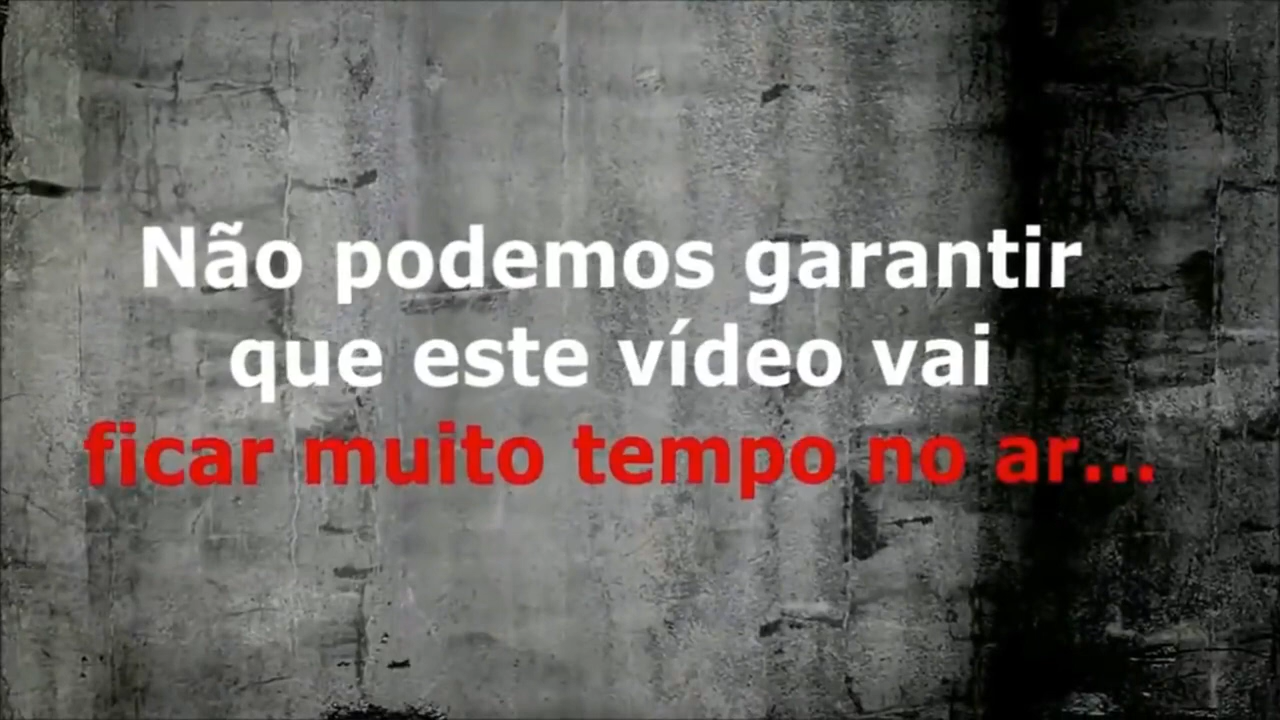 Não podemos garantir
que este vídeo vai
ficar muito tempo no ar...